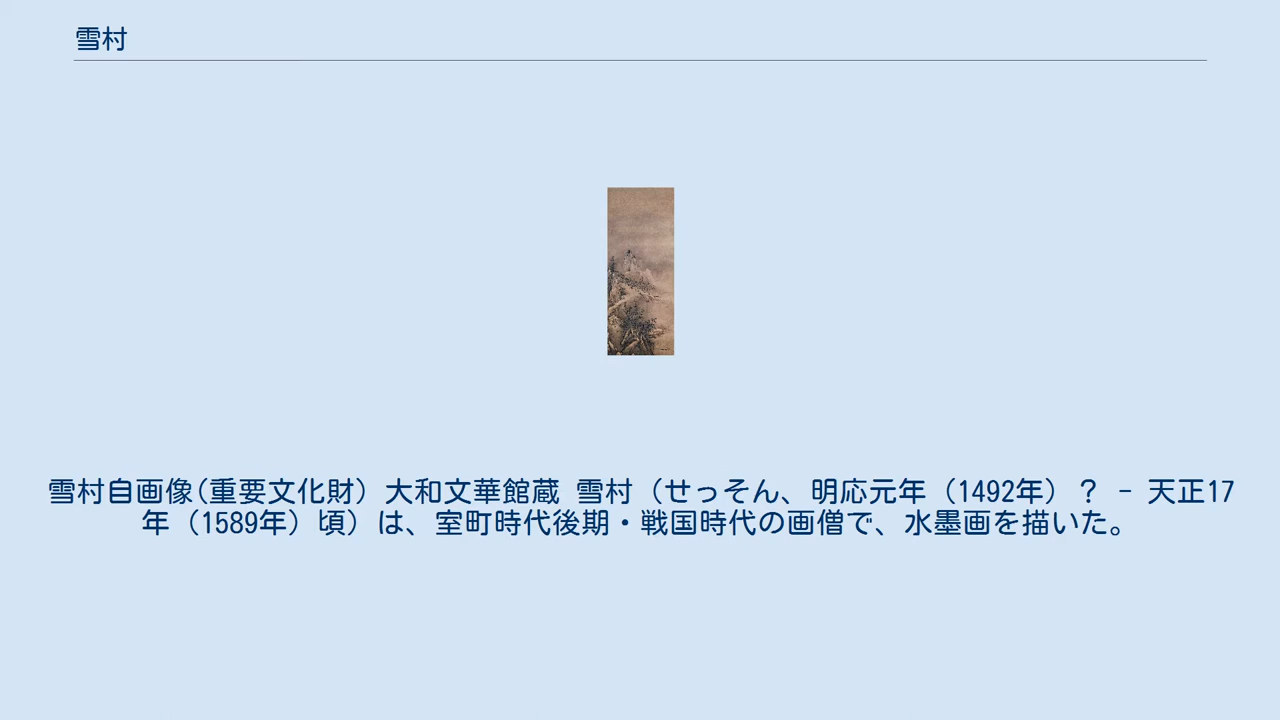 雪村
雪村自画像(重要文化財) 大和文華館蔵 雪村（せっそん、明応元年（1492年）？ - 天正17
年（1589年）頃）は、室町時代後期・戦国時代の画僧で、水墨画を描いた。